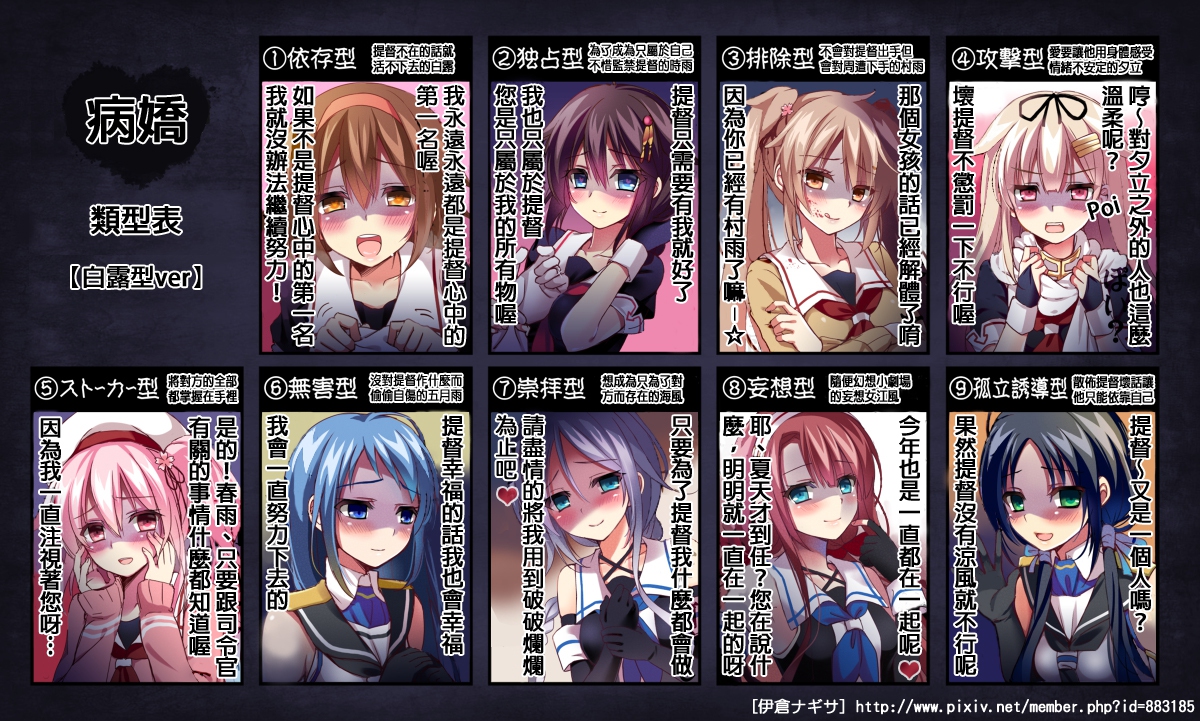 病嬌
類型表
【白露型ver】
①依存型
提督不在的話就
活不下去的白露
我永遠永遠都是提督心中的
第一名喔
如果不是提督心中的第一名
我就沒辦法繼續努力！
②独占型
為了成為只屬於自己
不惜監禁提督的時雨
提督只需要有我就好了
我也只屬於提督
您是只屬於我的所有物喔
③排除型
不會對提督出手但
會對周遭下手的村雨
那個女孩的話已經解體了唷
因為你已經有村雨了嘛－☆
④攻擊型
愛要讓他用身體感受
情緒不安定的夕立
哼～對夕立之外的人也這麼
溫柔呢？
壞提督不懲罰一下不行喔
Poi
ぽい？
⑤ストーカー型
將對方的全部
都掌握在手裡
是的！春雨、只要跟司令官
有關的事情什麼都知道喔
因為我一直注視著您呀…
⑥無害型
沒對提督作什麼而
偷偷自傷的五月雨
提督幸福的話我也會幸福
我會一直努力下去的
⑦崇拜型
想成為只為了對
方而存在的海風
只要為了提督我什麼都會做
請盡情的將我用到破破爛爛
為止吧♥
⑧妄想型
隨便幻想小劇場
的妄想女江風
今年也是一直都在一起呢♥
耶、夏天才到任？您在說什
麼，明明就一直在一起的呀
⑨孤立誘導型
散佈提督壞話讓
他只能依靠自己
提督～又是一個人嗎？
果然提督沒有涼風就不行呢
[伊倉ナギサ] http://www.pixiv.net/member.php?id=883185